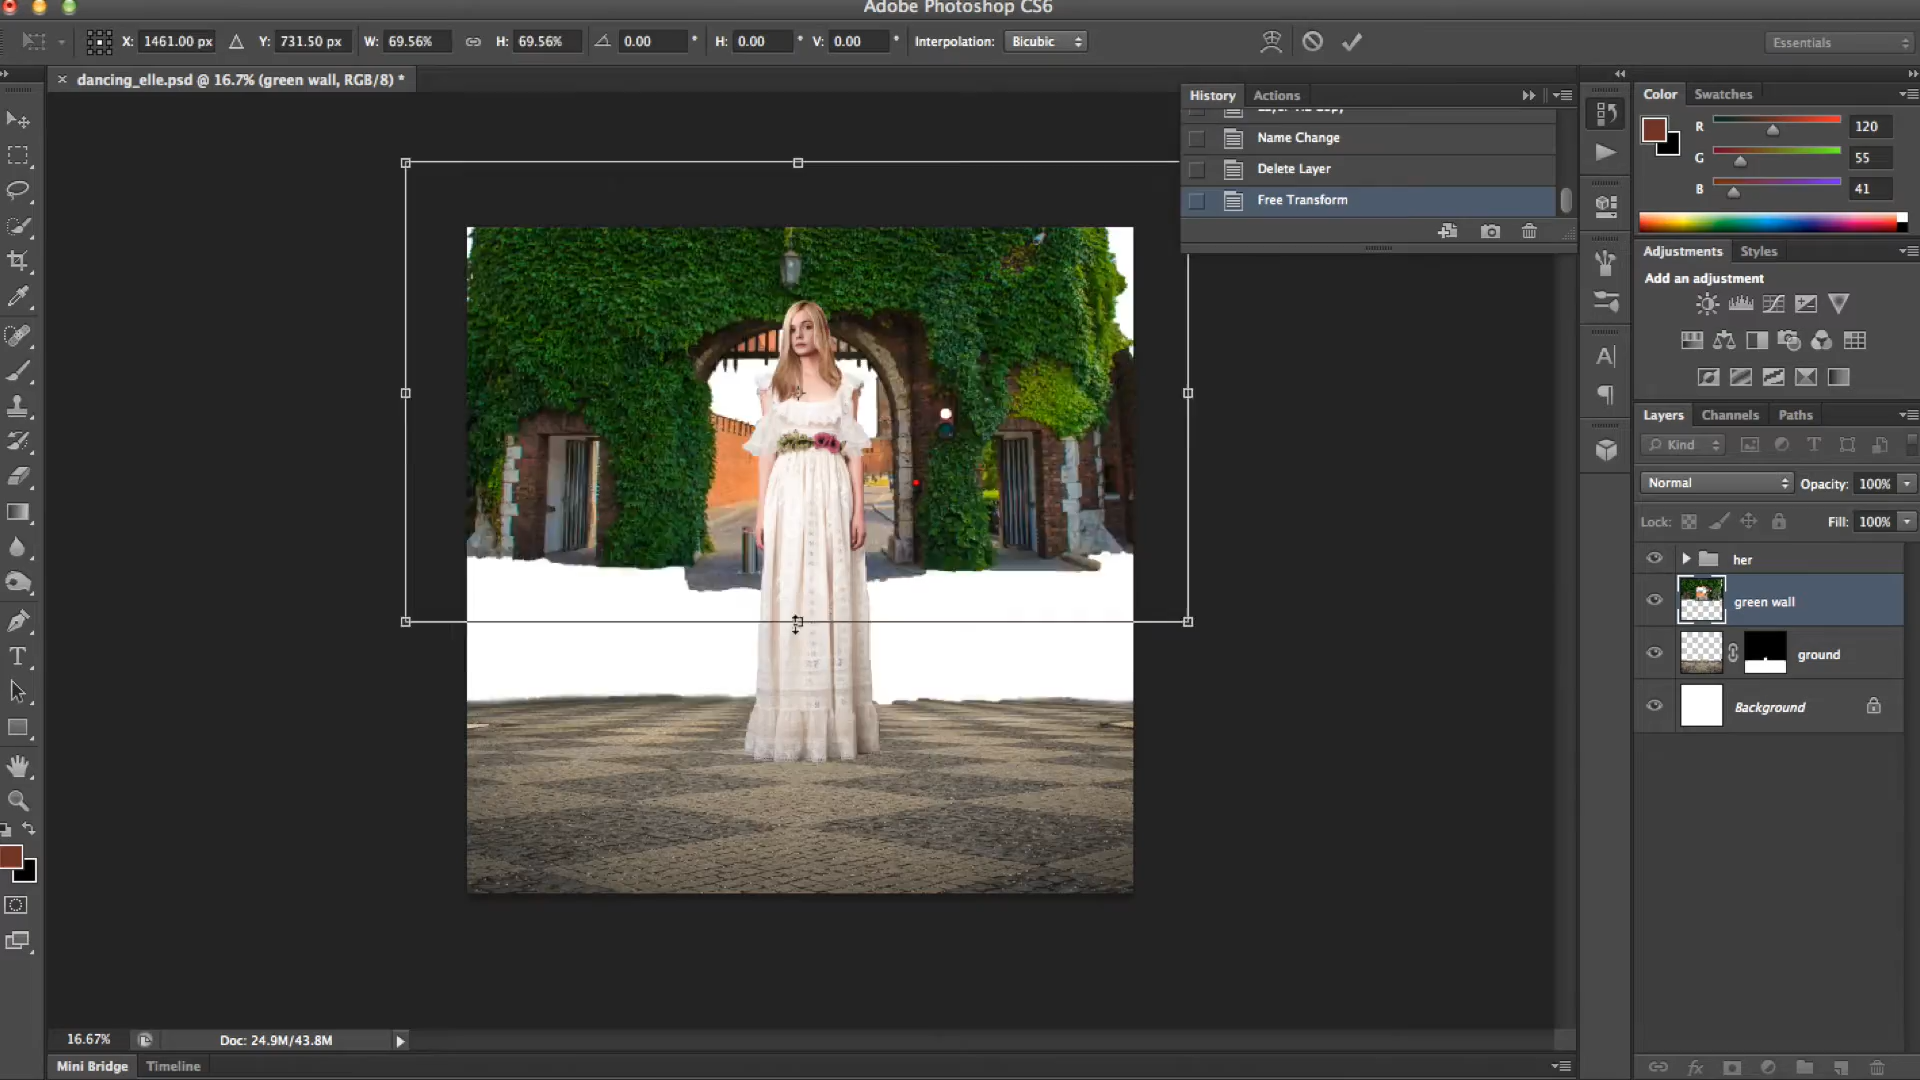 Adobe Photoshop CS6
X: 1461.00 px Y: 731.50 px W: 69.56% H: 69.56% 0.00 ° H: 0.00 ° V: 0.00 ° Interpolation: Bicubic Essentials
dancing_elle.psd @ 16.7% (green wall, RGB/8) *
History Actions
Name Change
Delete Layer
Free Transform
Color Swatches
R 120
G 55
B 41
Adjustments Styles
Add an adjustment
Layers Channels Paths
Kind
Normal Opacity: 100%
Lock: Fill: 100%
her
green wall
ground
Background
16.67% Doc: 24.9M/43.8M
Mini Bridge Timeline